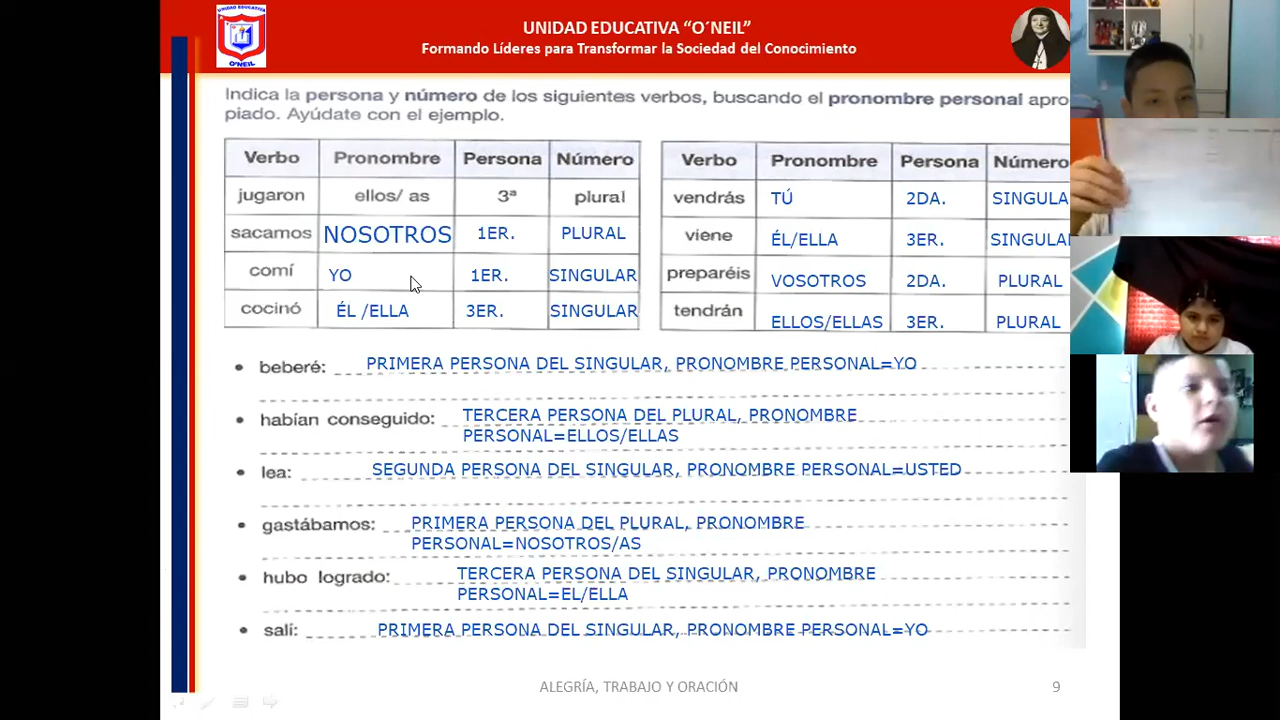 UNIDAD EDUCATIVA “O´NEIL”
Formando Líderes para Transformar la Sociedad del Conocimiento
UNIDAD EDUCATIVA
O'NEIL
Indica la persona y número de los siguientes verbos, buscando el pronombre personal apro
piado. Ayúdate con el ejemplo.
Verbo Pronombre Persona Número
jugaron ellos/ as 3ª plural
sacamos NOSOTROS 1ER. PLURAL
comí YO 1ER. SINGULAR
cocinó ÉL /ELLA 3ER. SINGULAR
Verbo Pronombre Persona Número
vendrás TÚ 2DA. SINGULA
viene ÉL/ELLA 3ER. SINGULA
preparéis VOSOTROS 2DA. PLURAL
tendrán ELLOS/ELLAS 3ER. PLURAL
• beberé: PRIMERA PERSONA DEL SINGULAR, PRONOMBRE PERSONAL=YO
• habían conseguido: TERCERA PERSONA DEL PLURAL, PRONOMBRE
PERSONAL=ELLOS/ELLAS
• lea: SEGUNDA PERSONA DEL SINGULAR, PRONOMBRE PERSONAL=USTED
• gastábamos: PRIMERA PERSONA DEL PLURAL, PRONOMBRE
PERSONAL=NOSOTROS/AS
• hubo logrado: TERCERA PERSONA DEL SINGULAR, PRONOMBRE
PERSONAL=EL/ELLA
• salí: PRIMERA PERSONA DEL SINGULAR, PRONOMBRE PERSONAL=YO
ALEGRÍA, TRABAJO Y ORACIÓN
9